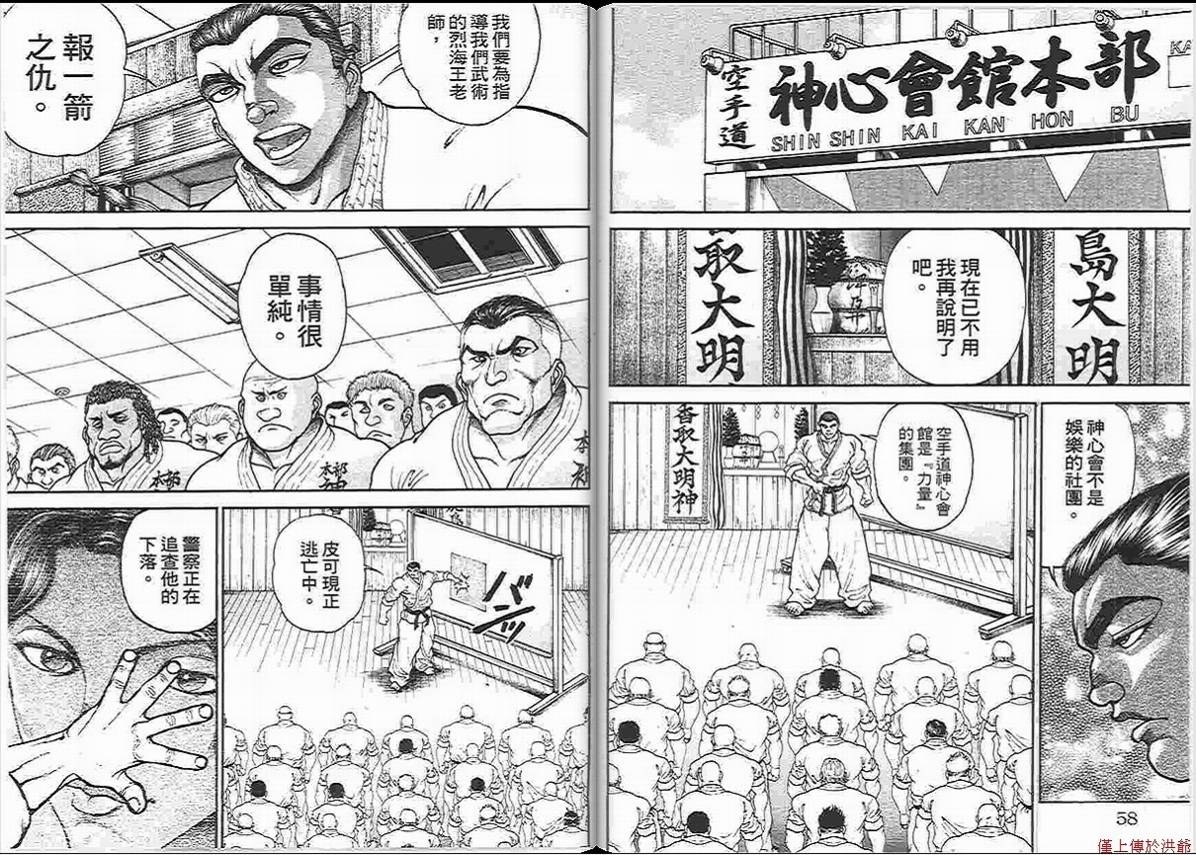 空手道
神心會館本部
SHIN SHIN KAI KAN HON BU
KA
現在已不用
我再說明了
吧。
島大明
取大明
神心會不是
娛樂的社團。
空手道神心會
館是『力量』
的集團。
香取大明神
58
我們要為指
導我們武術
的烈海王老
師，
報一箭
之仇。
事情很
單純。
本部
神
本部
皮可現正
逃亡中。
バンッ
警察正在
追查他的
下落。
僅上傳於洪爺